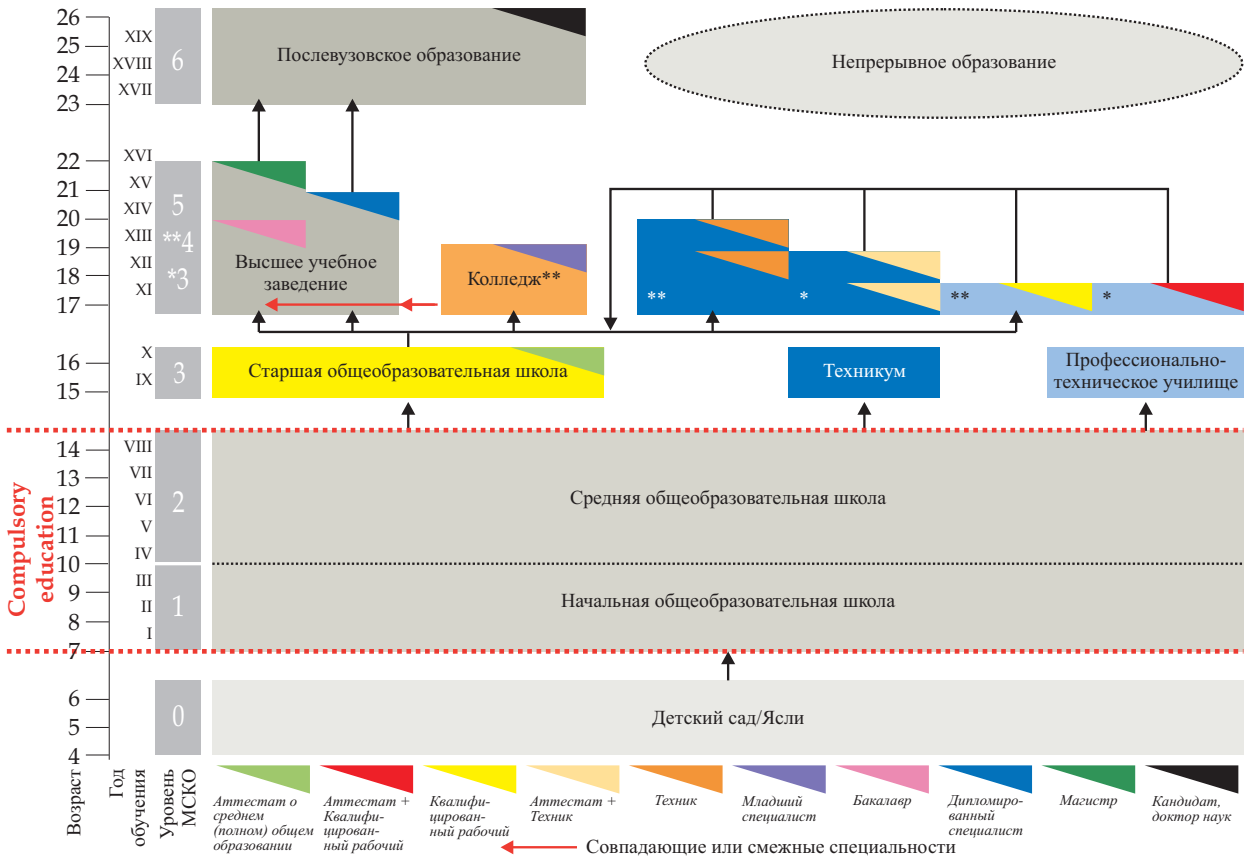 26
25
24
23
22
21
20
19
18
17
16
15
14
13
12
11
10
9
8
7
6
5
4
XIX
XVIII
XVII
XVI
XV
XIV
XIII
XII
XI
X
IX
VIII
VII
VI
V
IV
III
II
I
6
5
**4
*3
3
2
1
0
Послевузовское образование
Непрерывное образование
Высшее учебное
заведение
Колледж**
**
*
**
*
Старшая общеобразовательная школа
Техникум
Профессионально-
техническое училище
Compulsory
education
Средняя общеобразовательная школа
Начальная общеобразовательная школа
Детский сад/Ясли
Возраст
Год
обучения
Уровень
МСКО
Аттестат о
среднем
(полном) общем
образовании
Аттестат +
Квалифи-
цирован-
ный рабочий
Квалифи-
цирован-
ный рабочий
Аттестат +
Техник
Техник
Младший
специалист
Бакалавр
Дипломиро-
ванный
специалист
Магистр
Кандидат,
доктор наук
Совпадающие или смежные специальности